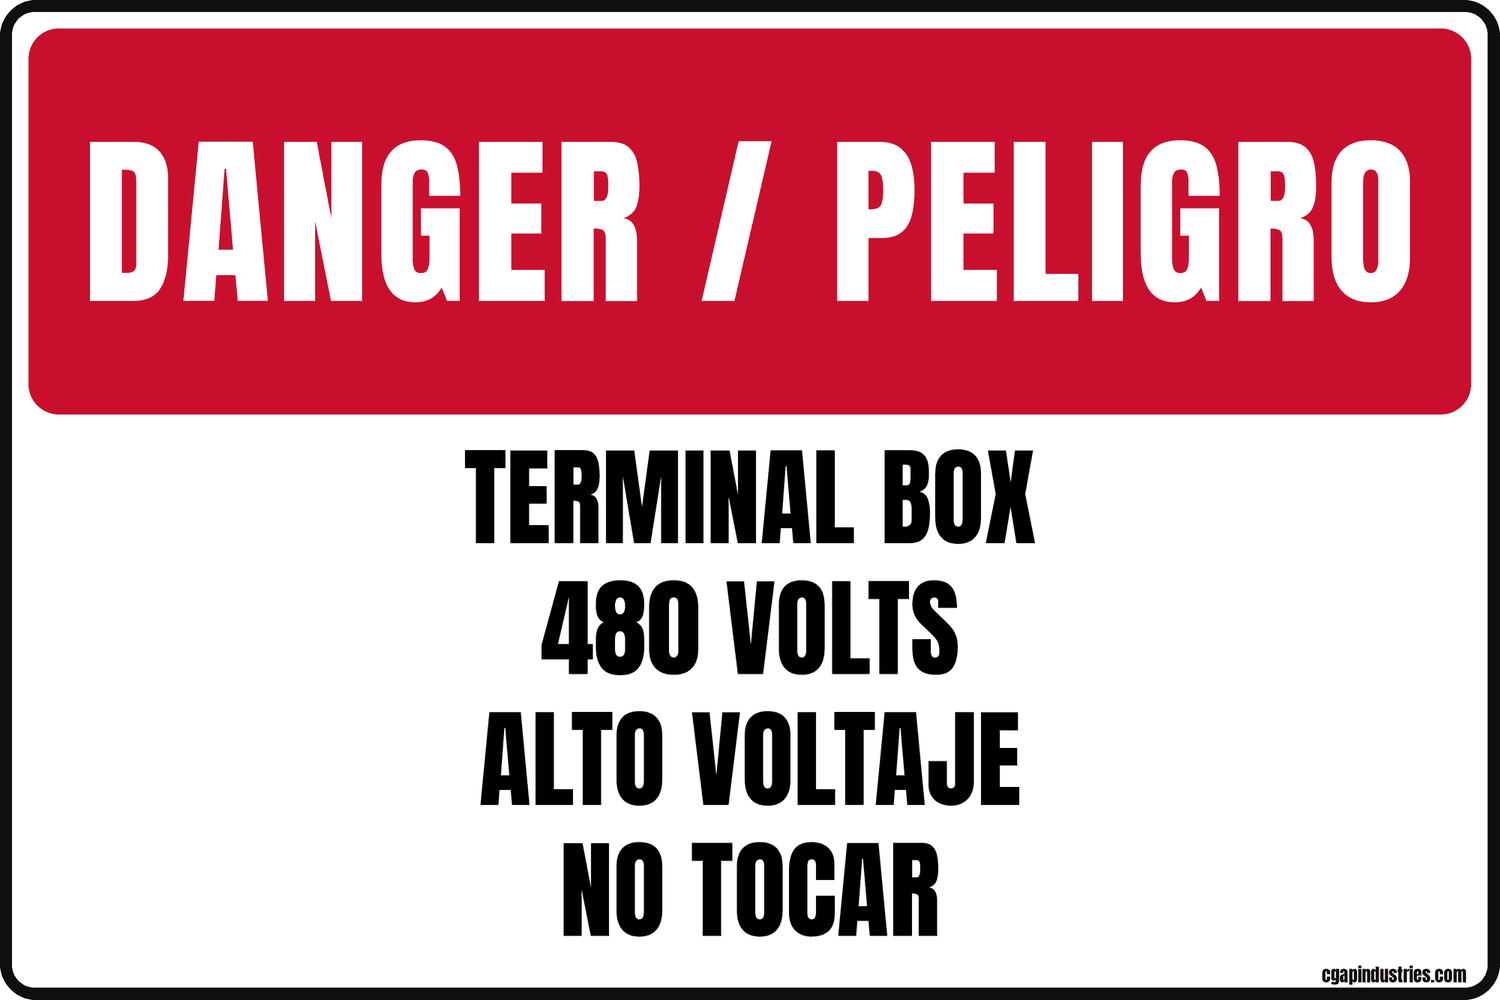 DANGER / PELIGRO
TERMINAL BOX
480 VOLTS
ALTO VOLTAJE
NO TOCAR
cgapindustries.com